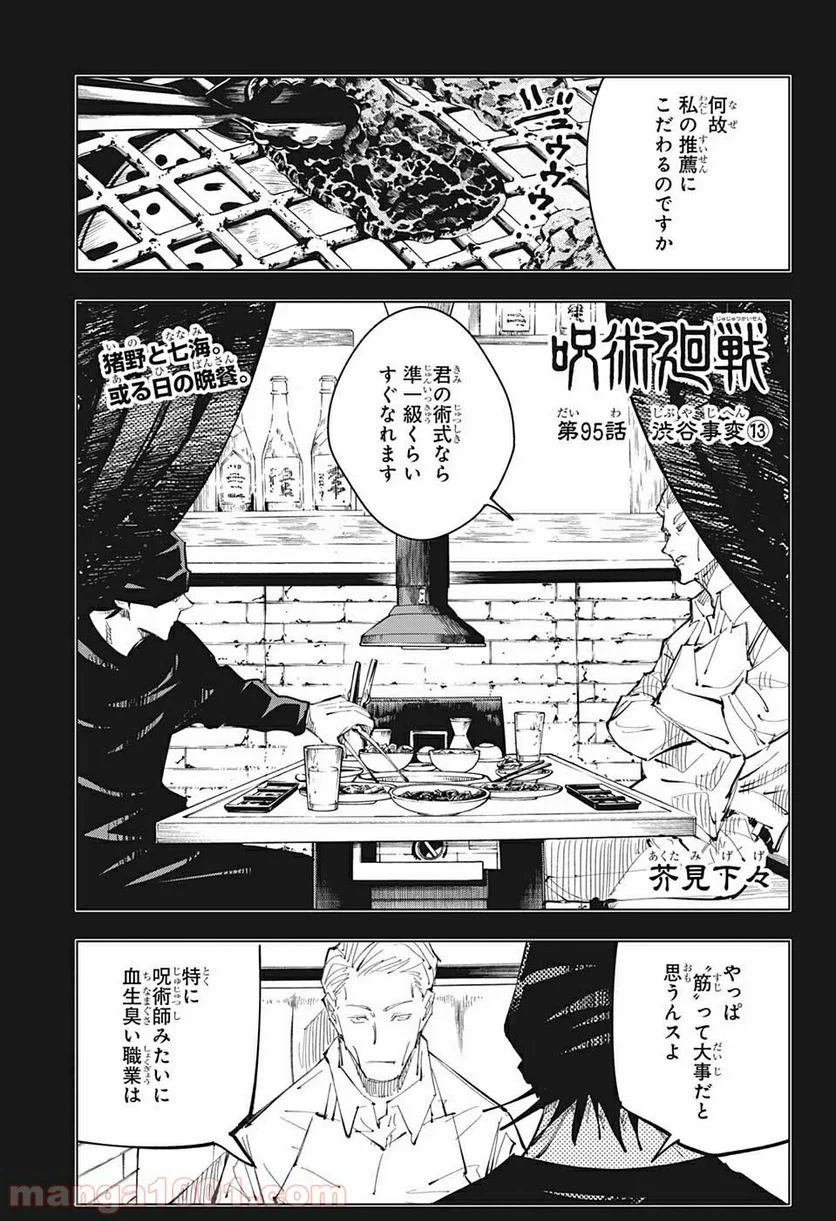 何故
私の推薦に
こだわるのですか
ジュウウウ
呪術廻戦
第95話 渋谷事変⑬
君の術式なら
準一級くらい
すぐなれます
猪野と七海。
或る日の晩餐。
芥見下々
やっぱ
〝筋〟って大事だと
思うんスよ
特に
呪術師みたいに
血生臭い職業は
manga1001.com